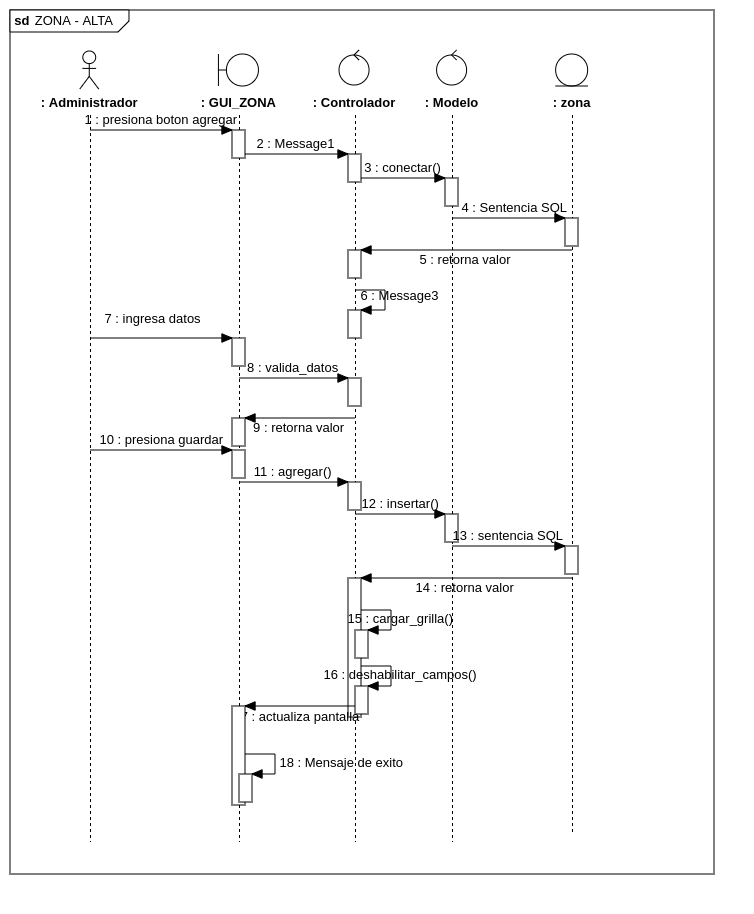 sd ZONA - ALTA
: Administrador
: GUI_ZONA
: Controlador
: Modelo
: zona
1 : presiona boton agregar
2 : Message1
3 : conectar()
4 : Sentencia SQL
5 : retorna valor
6 : Message3
7 : ingresa datos
8 : valida_datos
9 : retorna valor
10 : presiona guardar
11 : agregar()
12 : insertar()
13 : sentencia SQL
14 : retorna valor
15 : cargar_grilla()
16 : deshabilitar_campos()
7 : actualiza pantalla
18 : Mensaje de exito